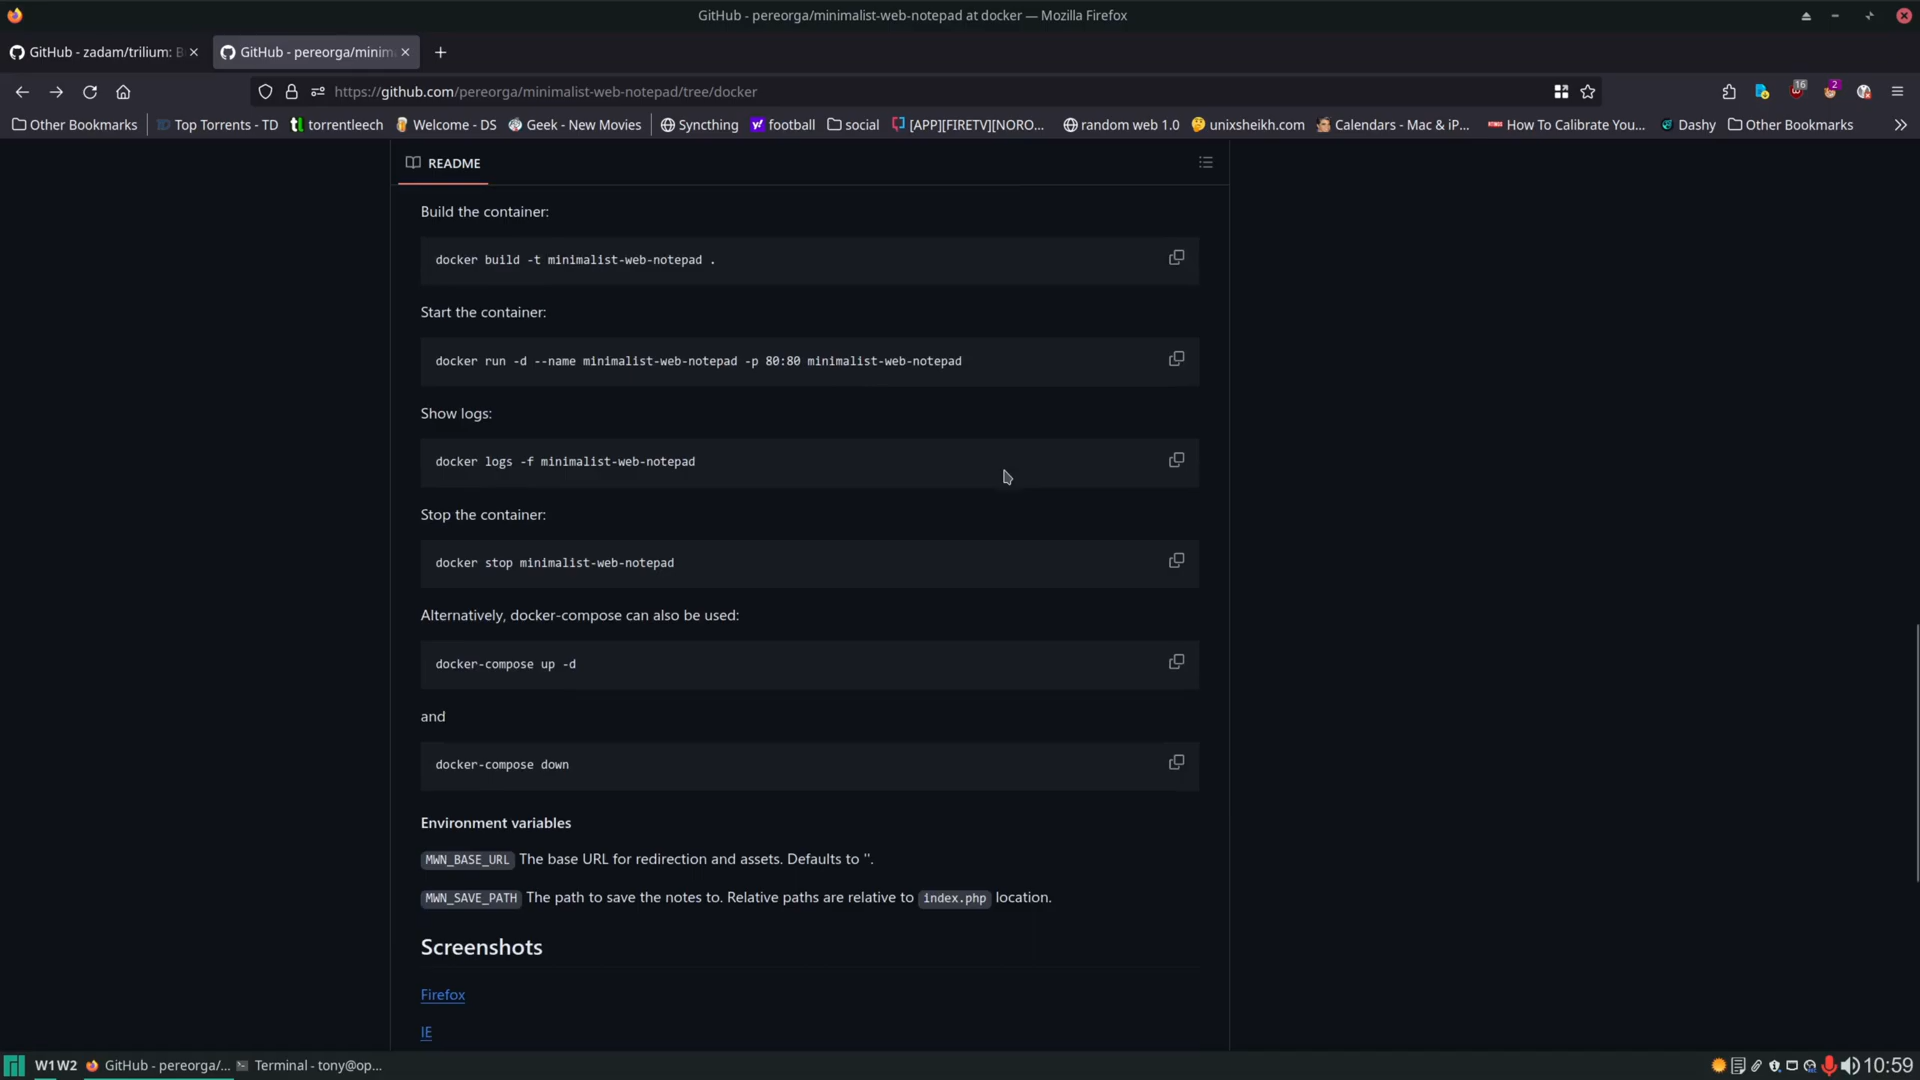 GitHub - pereorga/minimalist-web-notepad at docker — Mozilla Firefox
GitHub - zadam/trilium: B
GitHub - pereorga/minim
https://github.com/pereorga/minimalist-web-notepad/tree/docker
16
2
Other Bookmarks
Top Torrents - TD
torrentleech
Welcome - DS
Geek - New Movies
Syncthing
football
social
[APP][FIRETV][NORO...
random web 1.0
unixsheikh.com
Calendars - Mac & iP...
How To Calibrate You...
Dashy
Other Bookmarks
README
Build the container:
docker build -t minimalist-web-notepad .
Start the container:
docker run -d --name minimalist-web-notepad -p 80:80 minimalist-web-notepad
Show logs:
docker logs -f minimalist-web-notepad
Stop the container:
docker stop minimalist-web-notepad
Alternatively, docker-compose can also be used:
docker-compose up -d
and
docker-compose down
Environment variables
MWN_BASE_URL The base URL for redirection and assets. Defaults to ''.
MWN_SAVE_PATH The path to save the notes to. Relative paths are relative to index.php location.
Screenshots
Firefox
IE
W1W2
GitHub - pereorga/...
Terminal - tony@op...
10:59